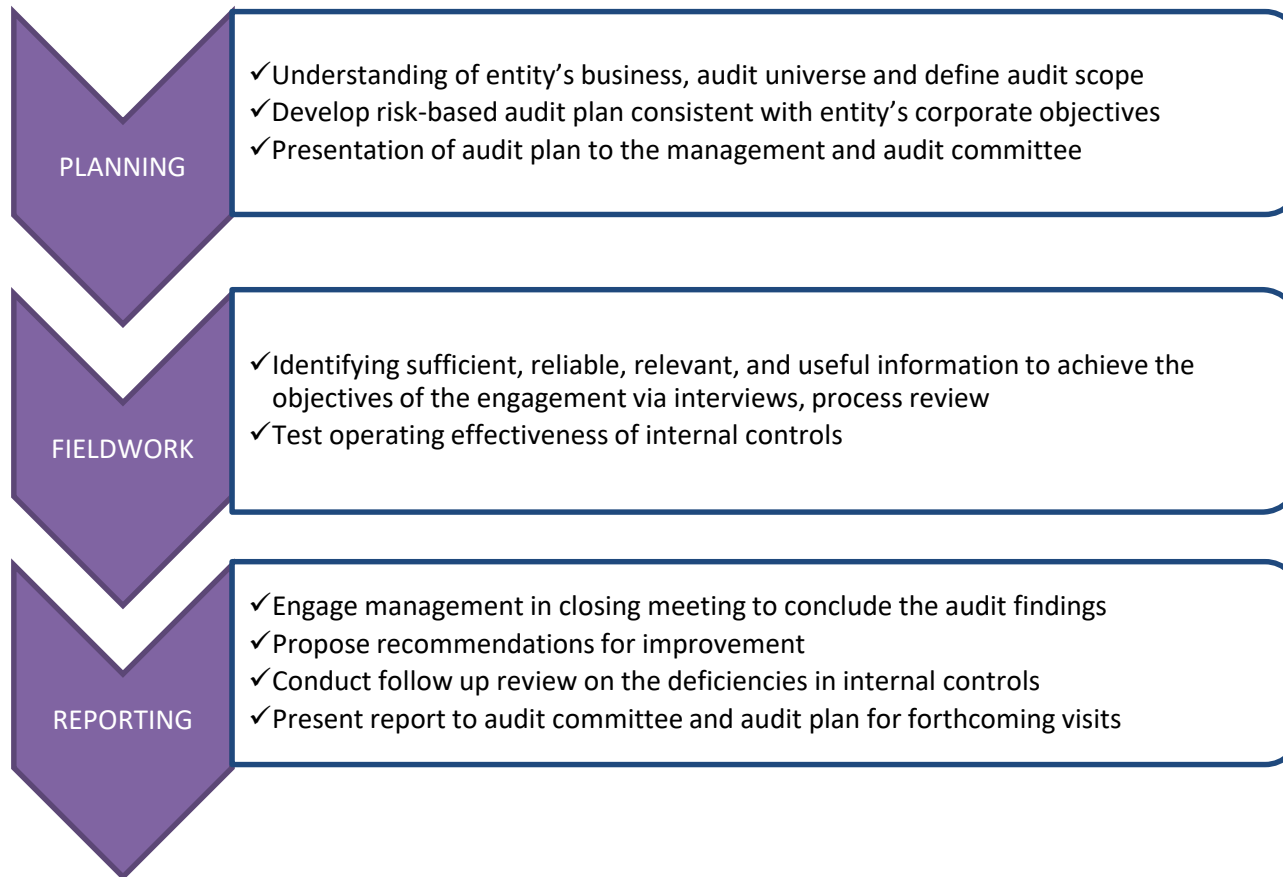 PLANNING
✓Understanding of entity’s business, audit universe and define audit scope
✓Develop risk-based audit plan consistent with entity’s corporate objectives
✓Presentation of audit plan to the management and audit committee
FIELDWORK
✓Identifying sufficient, reliable, relevant, and useful information to achieve the
objectives of the engagement via interviews, process review
✓Test operating effectiveness of internal controls
REPORTING
✓Engage management in closing meeting to conclude the audit findings
✓Propose recommendations for improvement
✓Conduct follow up review on the deficiencies in internal controls
✓Present report to audit committee and audit plan for forthcoming visits